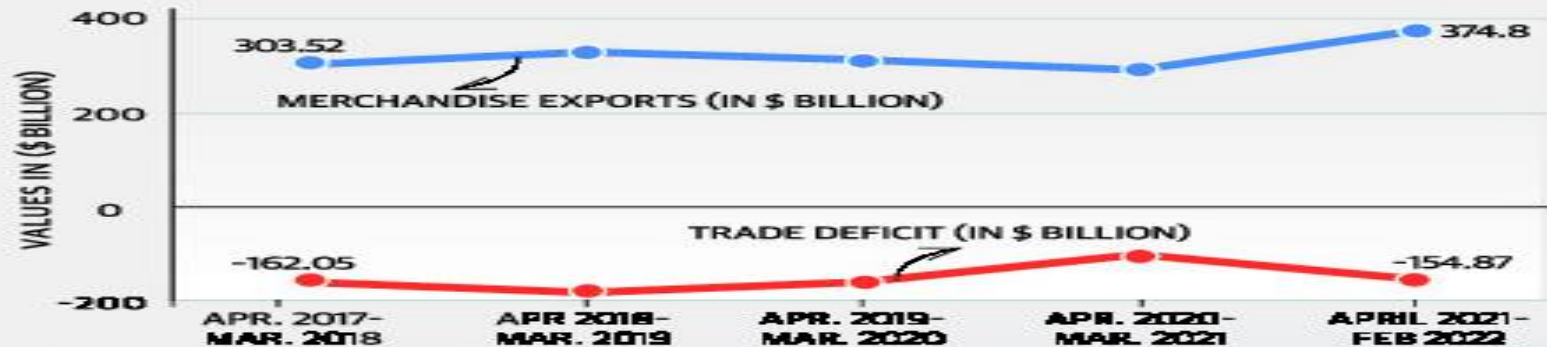 400
303.52
374.8
MERCHANDISE EXPORTS (IN $ BILLION)
200
VALUES IN ($ BILLION)
0
TRADE DEFICIT (IN $ BILLION)
-162.05
-154.87
-200
APR. 2017-
MAR. 2018
APR 2018-
MAR. 2019
APR. 2019-
MAR. 2020
APR. 2020-
MAR. 2021
APRIL 2021-
FEB 2022